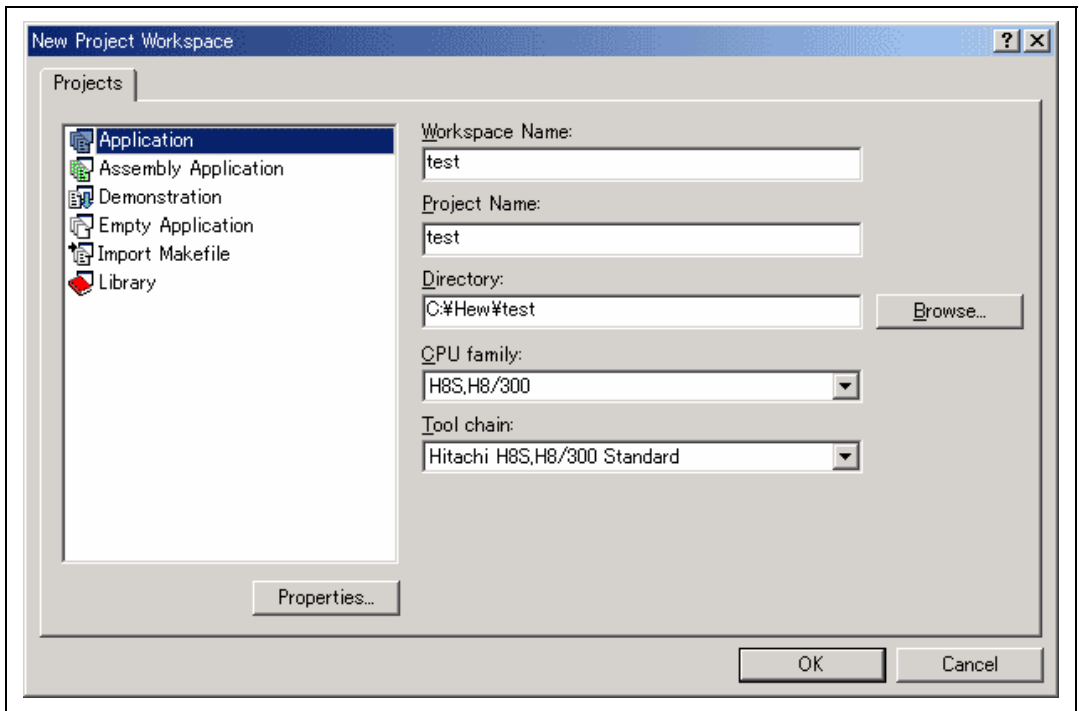 New Project Workspace
Projects
Application
Assembly Application
Demonstration
Empty Application
Import Makefile
Library
Properties...
Workspace Name:
test
Project Name:
test
Directory:
C:¥Hew¥test
Browse...
CPU family:
H8S,H8/300
Tool chain:
Hitachi H8S,H8/300 Standard
OK
Cancel